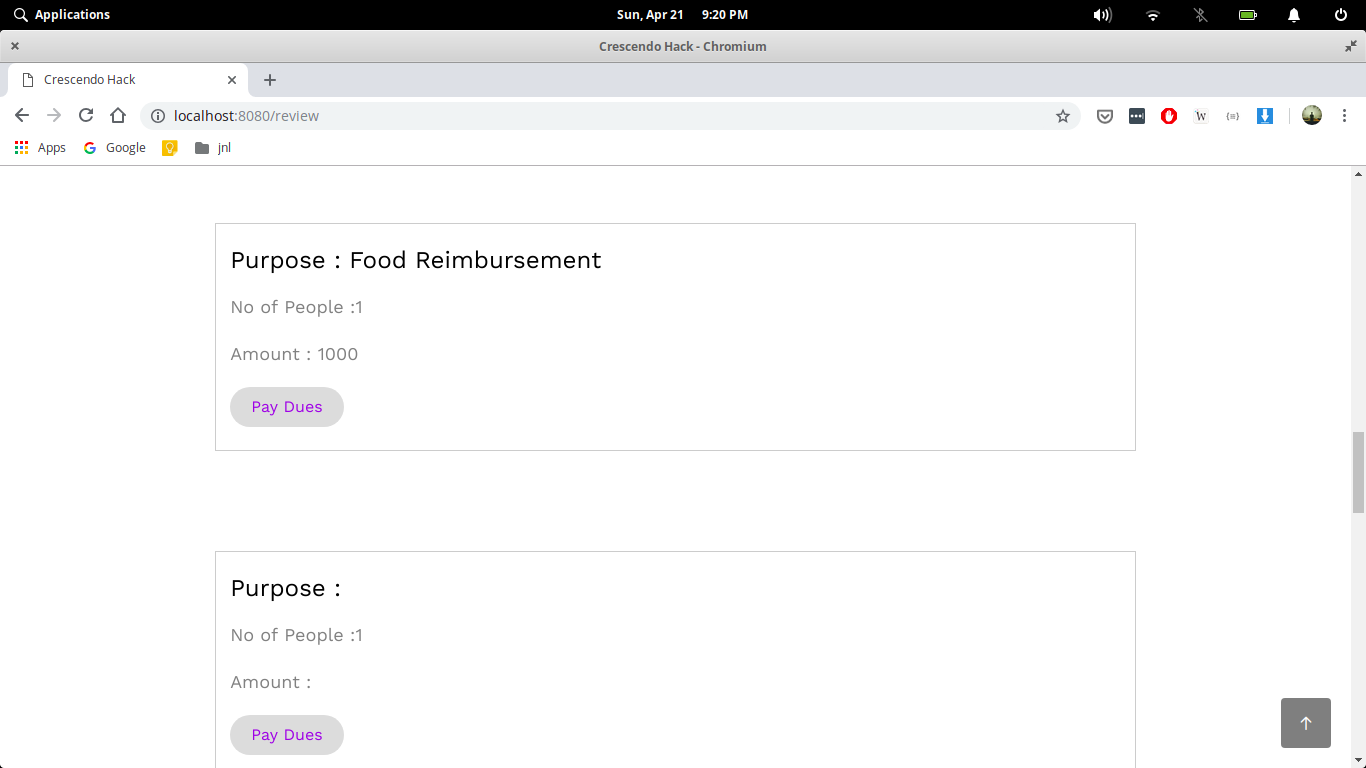 Applications
Sun, Apr 21 9:20 PM
Crescendo Hack - Chromium
Crescendo Hack
localhost:8080/review
W
Apps Google jnl
Purpose : Food Reimbursement
No of People :1
Amount : 1000
Pay Dues
Purpose :
No of People :1
Amount :
Pay Dues